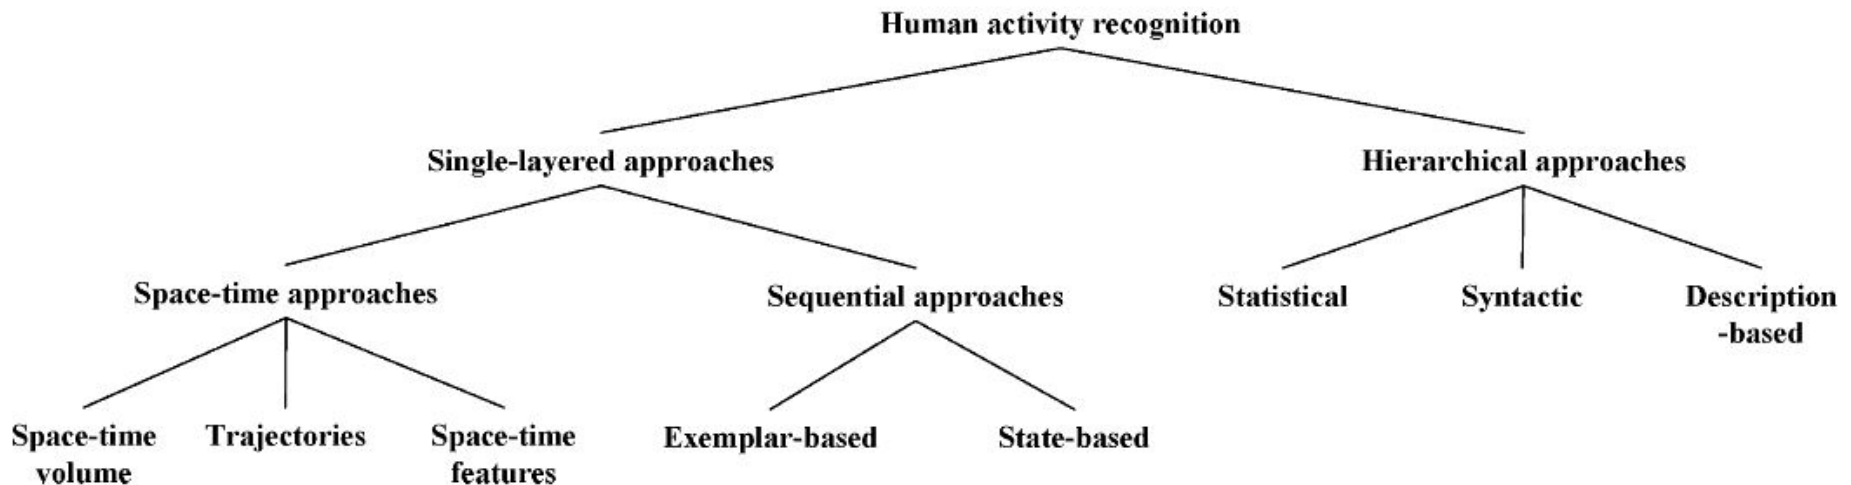 Human activity recognition
Single-layered approaches
Hierarchical approaches
Space-time approaches
Sequential approaches
Statistical
Syntactic
Description
-based
Space-time
volume
Trajectories
Space-time
features
Exemplar-based
State-based